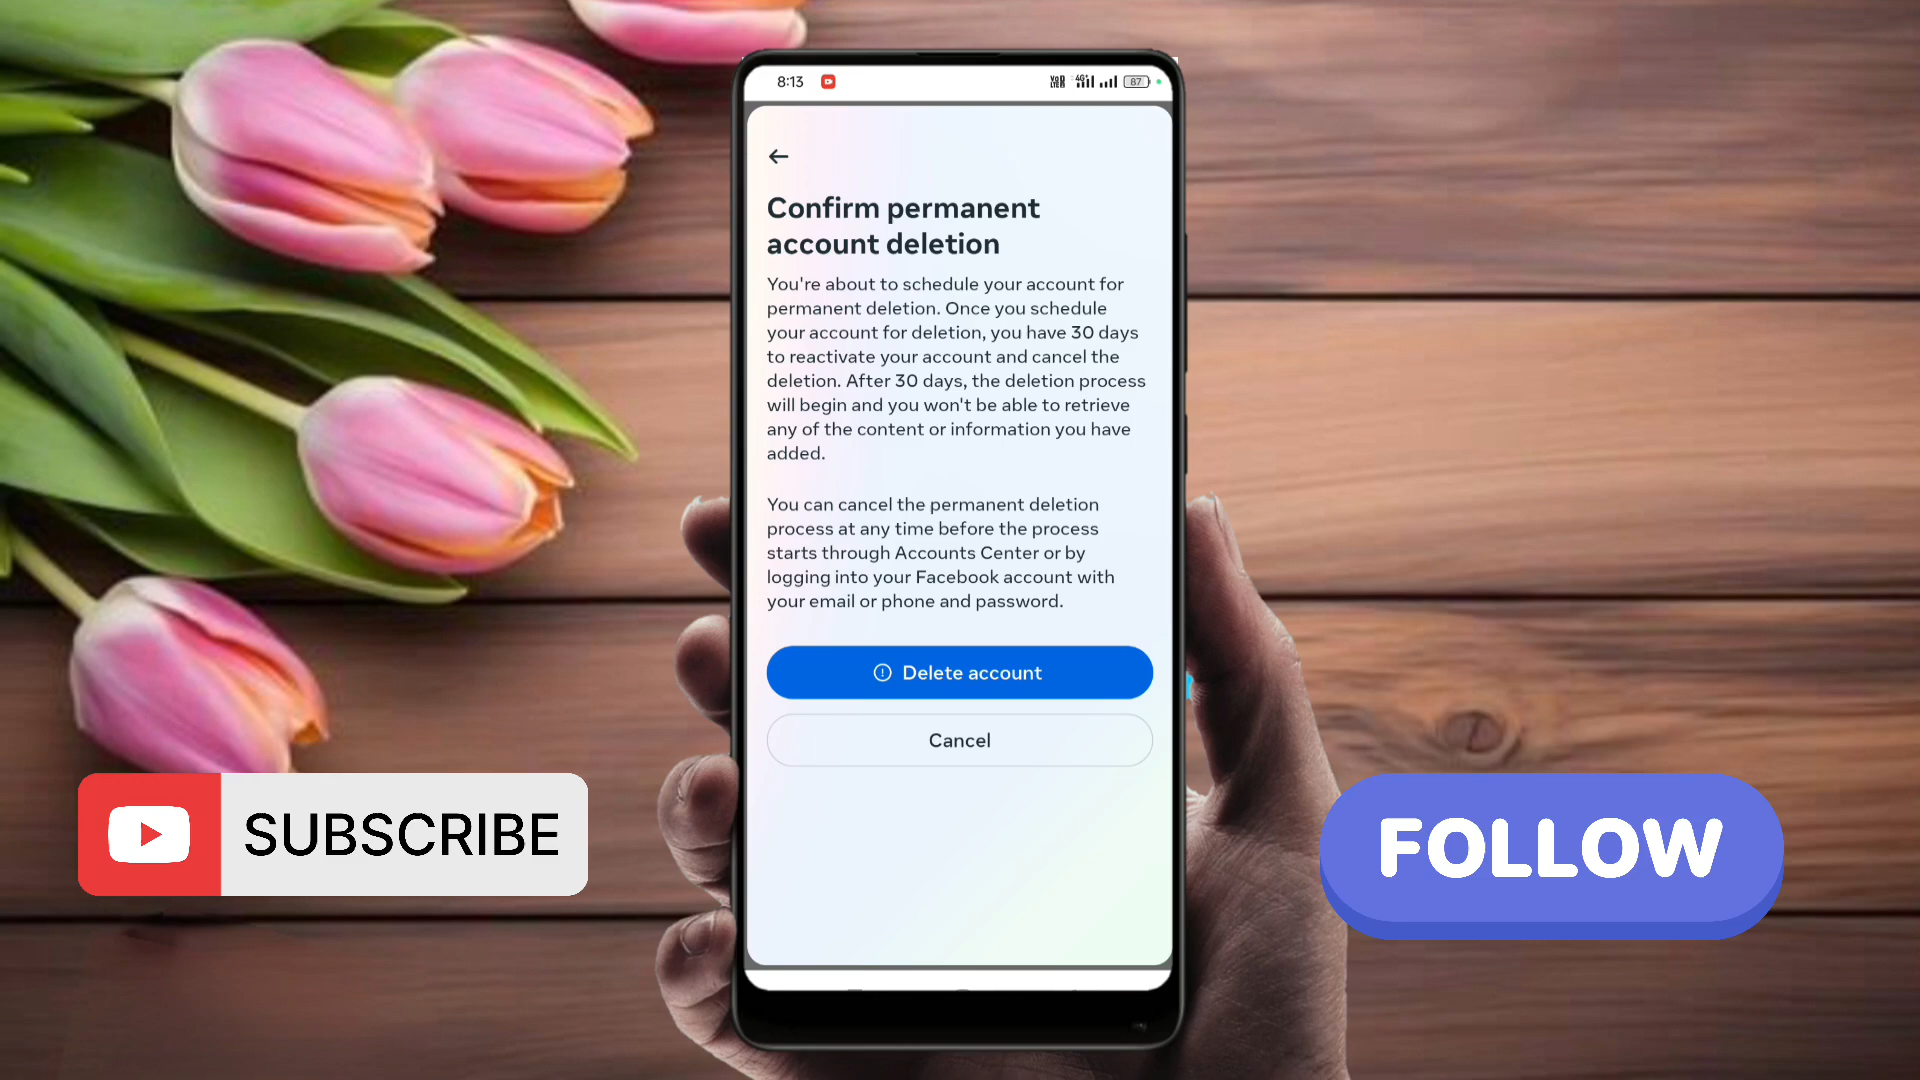 8:13
4G+
87
Confirm permanent
account deletion
You're about to schedule your account for
permanent deletion. Once you schedule
your account for deletion, you have 30 days
to reactivate your account and cancel the
deletion. After 30 days, the deletion process
will begin and you won't be able to retrieve
any of the content or information you have
added.
You can cancel the permanent deletion
process at any time before the process
starts through Accounts Center or by
logging into your Facebook account with
your email or phone and password.
Delete account
Cancel
SUBSCRIBE
FOLLOW